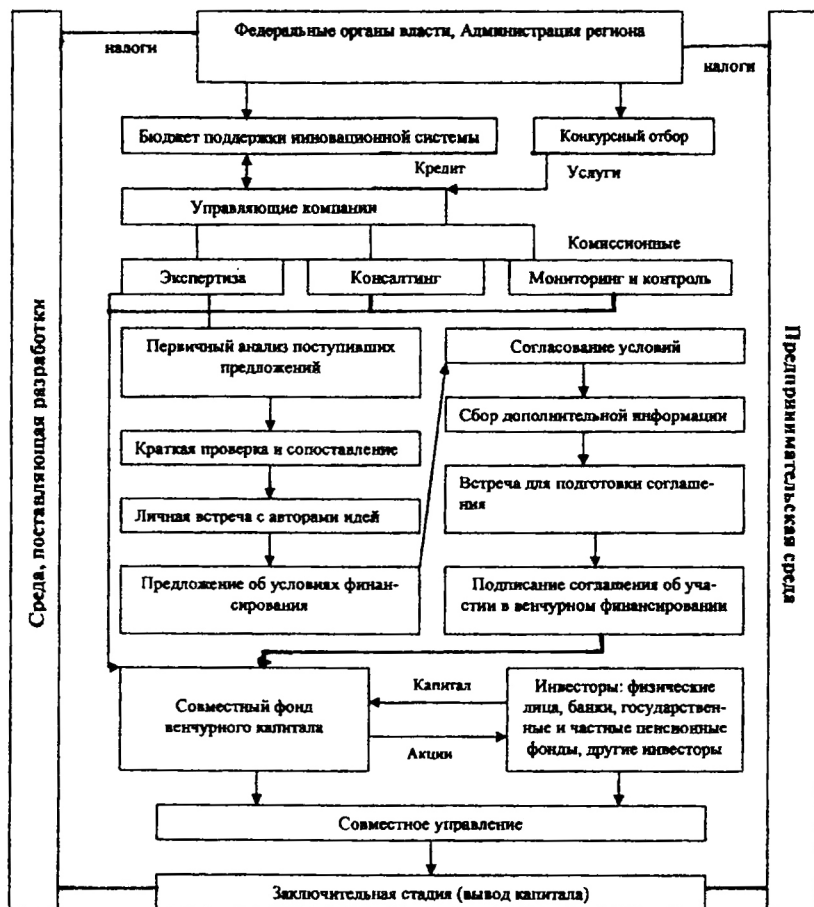 Федеральные органы власти, Администрация региона
налоги
налоги
Бюджет поддержки инновационной системы
Конкурсный отбор
Кредит
Услуги
Управляющие компании
Комиссионные
Экспертиза
Консалтинг
Мониторинг и контроль
Среда, поставляющая разработки
Предпринимательская среда
Первичный анализ поступивших
предложений
Краткая проверка и сопоставление
Личная встреча с авторами идей
Предложение об условиях финан-
сирования
Согласование условий
Сбор дополнительной информации
Встреча для подготовки соглаше-
ния
Подписание соглашения об уча-
стии в венчурном финансировании
Совместный фонд
венчурного капитала
Капитал
Акции
Инвесторы: физические
лица, банки, государствен-
ные и частные пенсионные
фонды, другие инвесторы
Совместное управление
Заключительная стадия (вывод капитала)